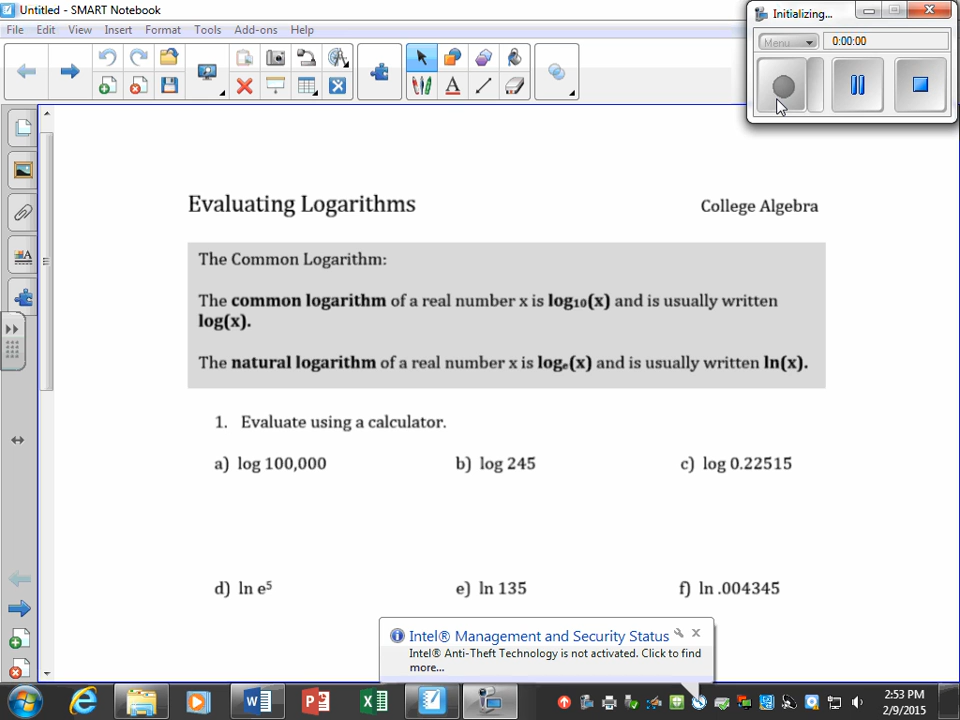 Untitled - SMART Notebook
File Edit View Insert Format Tools Add-ons Help
Initializing...
Menu 0:00:00
Evaluating Logarithms College Algebra
The Common Logarithm:
The common logarithm of a real number x is log₁₀(x) and is usually written
log(x).
The natural logarithm of a real number x is logₑ(x) and is usually written ln(x).
1. Evaluate using a calculator.
a) log 100,000 b) log 245 c) log 0.22515
d) ln e⁵ e) ln 135 f) ln .004345
Intel® Management and Security Status
Intel® Anti-Theft Technology is not activated. Click to find
more...
2:53 PM
2/9/2015